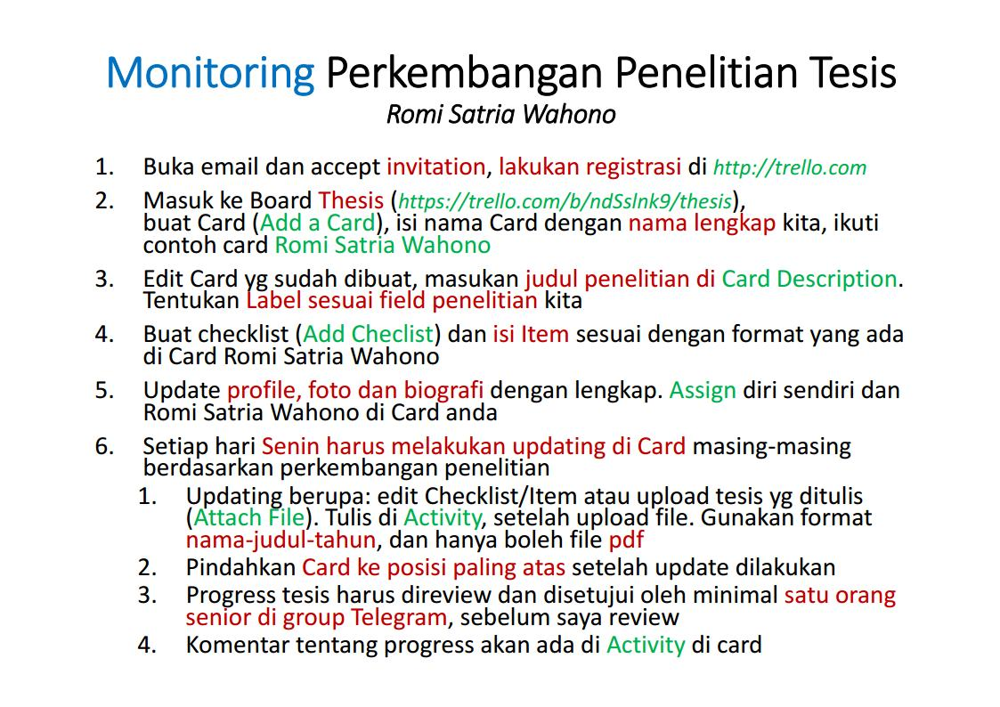 Monitoring Perkembangan Penelitian Tesis
Romi Satria Wahono
1. Buka email dan accept invitation, lakukan registrasi di http://trello.com
2. Masuk ke Board Thesis (https://trello.com/b/ndSslnk9/thesis),
buat Card (Add a Card), isi nama Card dengan nama lengkap kita, ikuti
contoh card Romi Satria Wahono
3. Edit Card yg sudah dibuat, masukan judul penelitian di Card Description.
Tentukan Label sesuai field penelitian kita
4. Buat checklist (Add Checlist) dan isi Item sesuai dengan format yang ada
di Card Romi Satria Wahono
5. Update profile, foto dan biografi dengan lengkap. Assign diri sendiri dan
Romi Satria Wahono di Card anda
6. Setiap hari Senin harus melakukan updating di Card masing-masing
berdasarkan perkembangan penelitian
1. Updating berupa: edit Checklist/Item atau upload tesis yg ditulis
(Attach File). Tulis di Activity, setelah upload file. Gunakan format
nama-judul-tahun, dan hanya boleh file pdf
2. Pindahkan Card ke posisi paling atas setelah update dilakukan
3. Progress tesis harus direview dan disetujui oleh minimal satu orang
senior di group Telegram, sebelum saya review
4. Komentar tentang progress akan ada di Activity di card